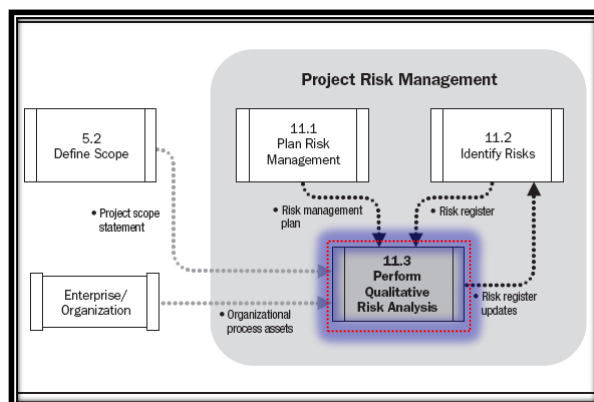 Project Risk Management
5.2
Define Scope
11.1
Plan Risk
Management
11.2
Identify Risks
• Project scope
statement
• Risk management
plan
• Risk register
11.3
Perform
Qualitative
Risk Analysis
Enterprise/
Organization
• Organizational
process assets
• Risk register
updates